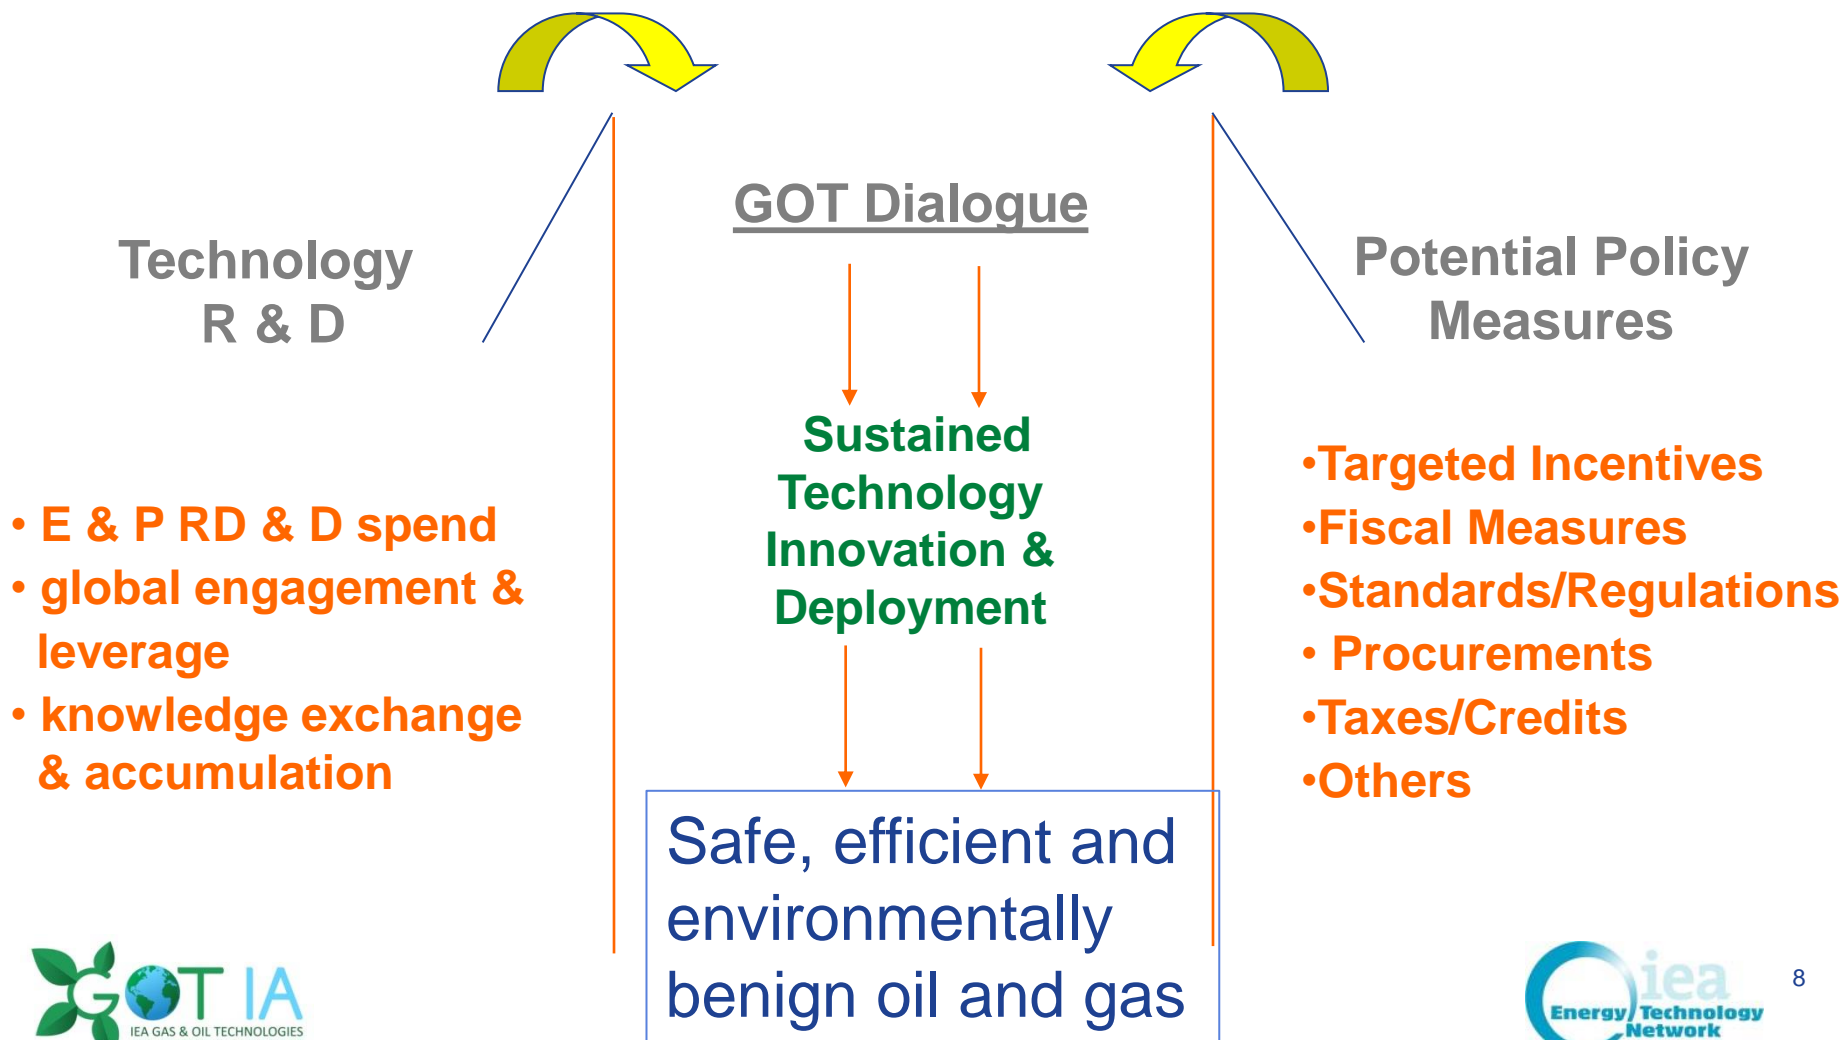 Technology
R & D
• E & P RD & D spend
• global engagement &
leverage
• knowledge exchange
& accumulation
GOT Dialogue
Sustained
Technology
Innovation &
Deployment
Safe, efficient and
environmentally
benign oil and gas
Potential Policy
Measures
•Targeted Incentives
•Fiscal Measures
•Standards/Regulations
• Procurements
•Taxes/Credits
•Others
GOT IA
IEA GAS & OIL TECHNOLOGIES
iea
Energy Technology
Network
8